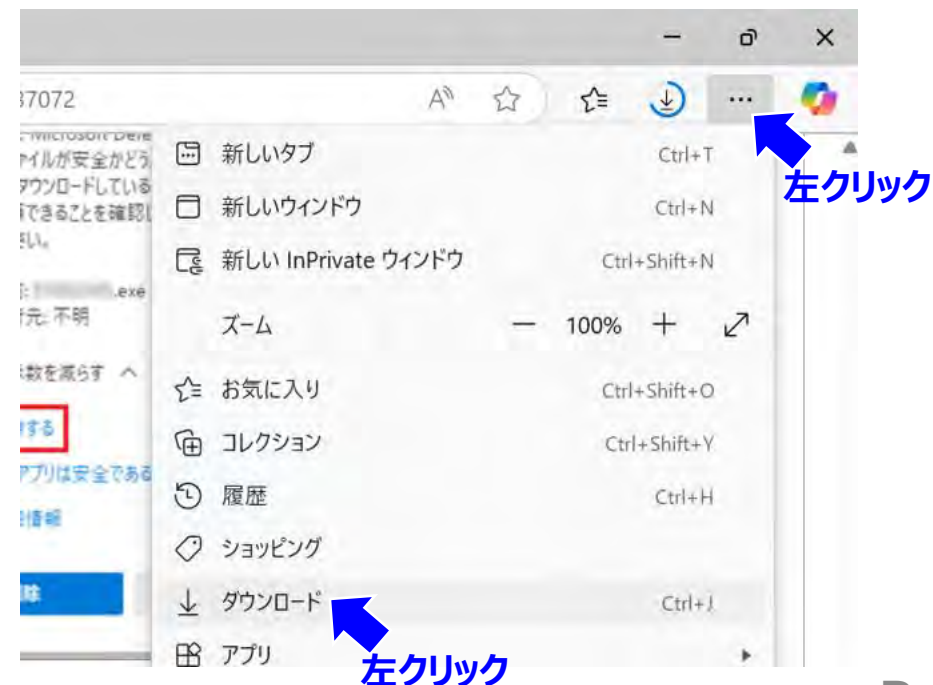 37072
新しいタブ Ctrl+T
新しいウィンドウ Ctrl+N
新しい InPrivate ウィンドウ Ctrl+Shift+N
ズーム 100%
お気に入り Ctrl+Shift+O
コレクション Ctrl+Shift+Y
履歴 Ctrl+H
ショッピング
ダウンロード Ctrl+J
アプリ
左クリック
左クリック
: Microsoft Defe
ァイルが安全かどう
ダウンロードしている
できることを確認し
さい。
.exe
元: 不明
数を減らす
する
アプリは安全である
情報
除